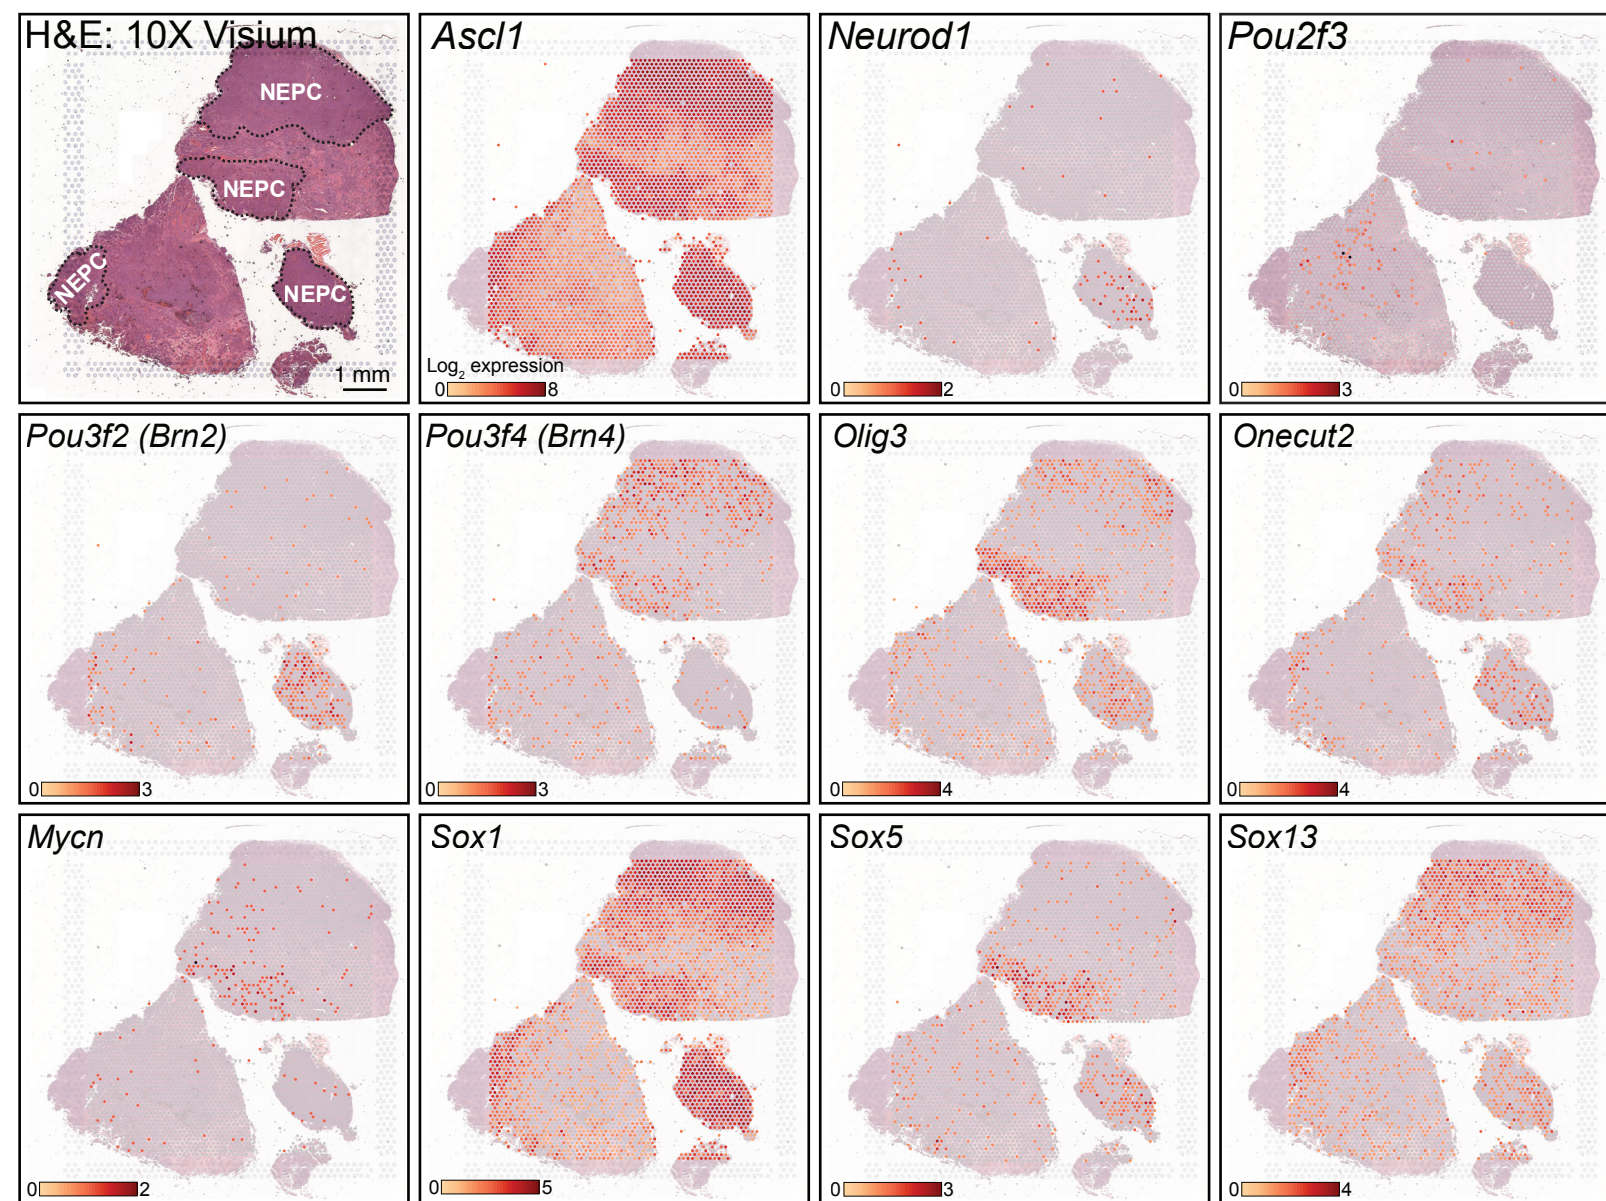 H&E: 10X Visium
NEPC
NEPC
NEPC
NEPC
1 mm
Ascl1
Log2 expression
0 8
Neurod1
0 2
Pou2f3
0 3
Pou3f2 (Brn2)
0 3
Pou3f4 (Brn4)
0 3
Olig3
0 4
Onecut2
0 4
Mycn
0 2
Sox1
0 5
Sox5
0 3
Sox13
0 4